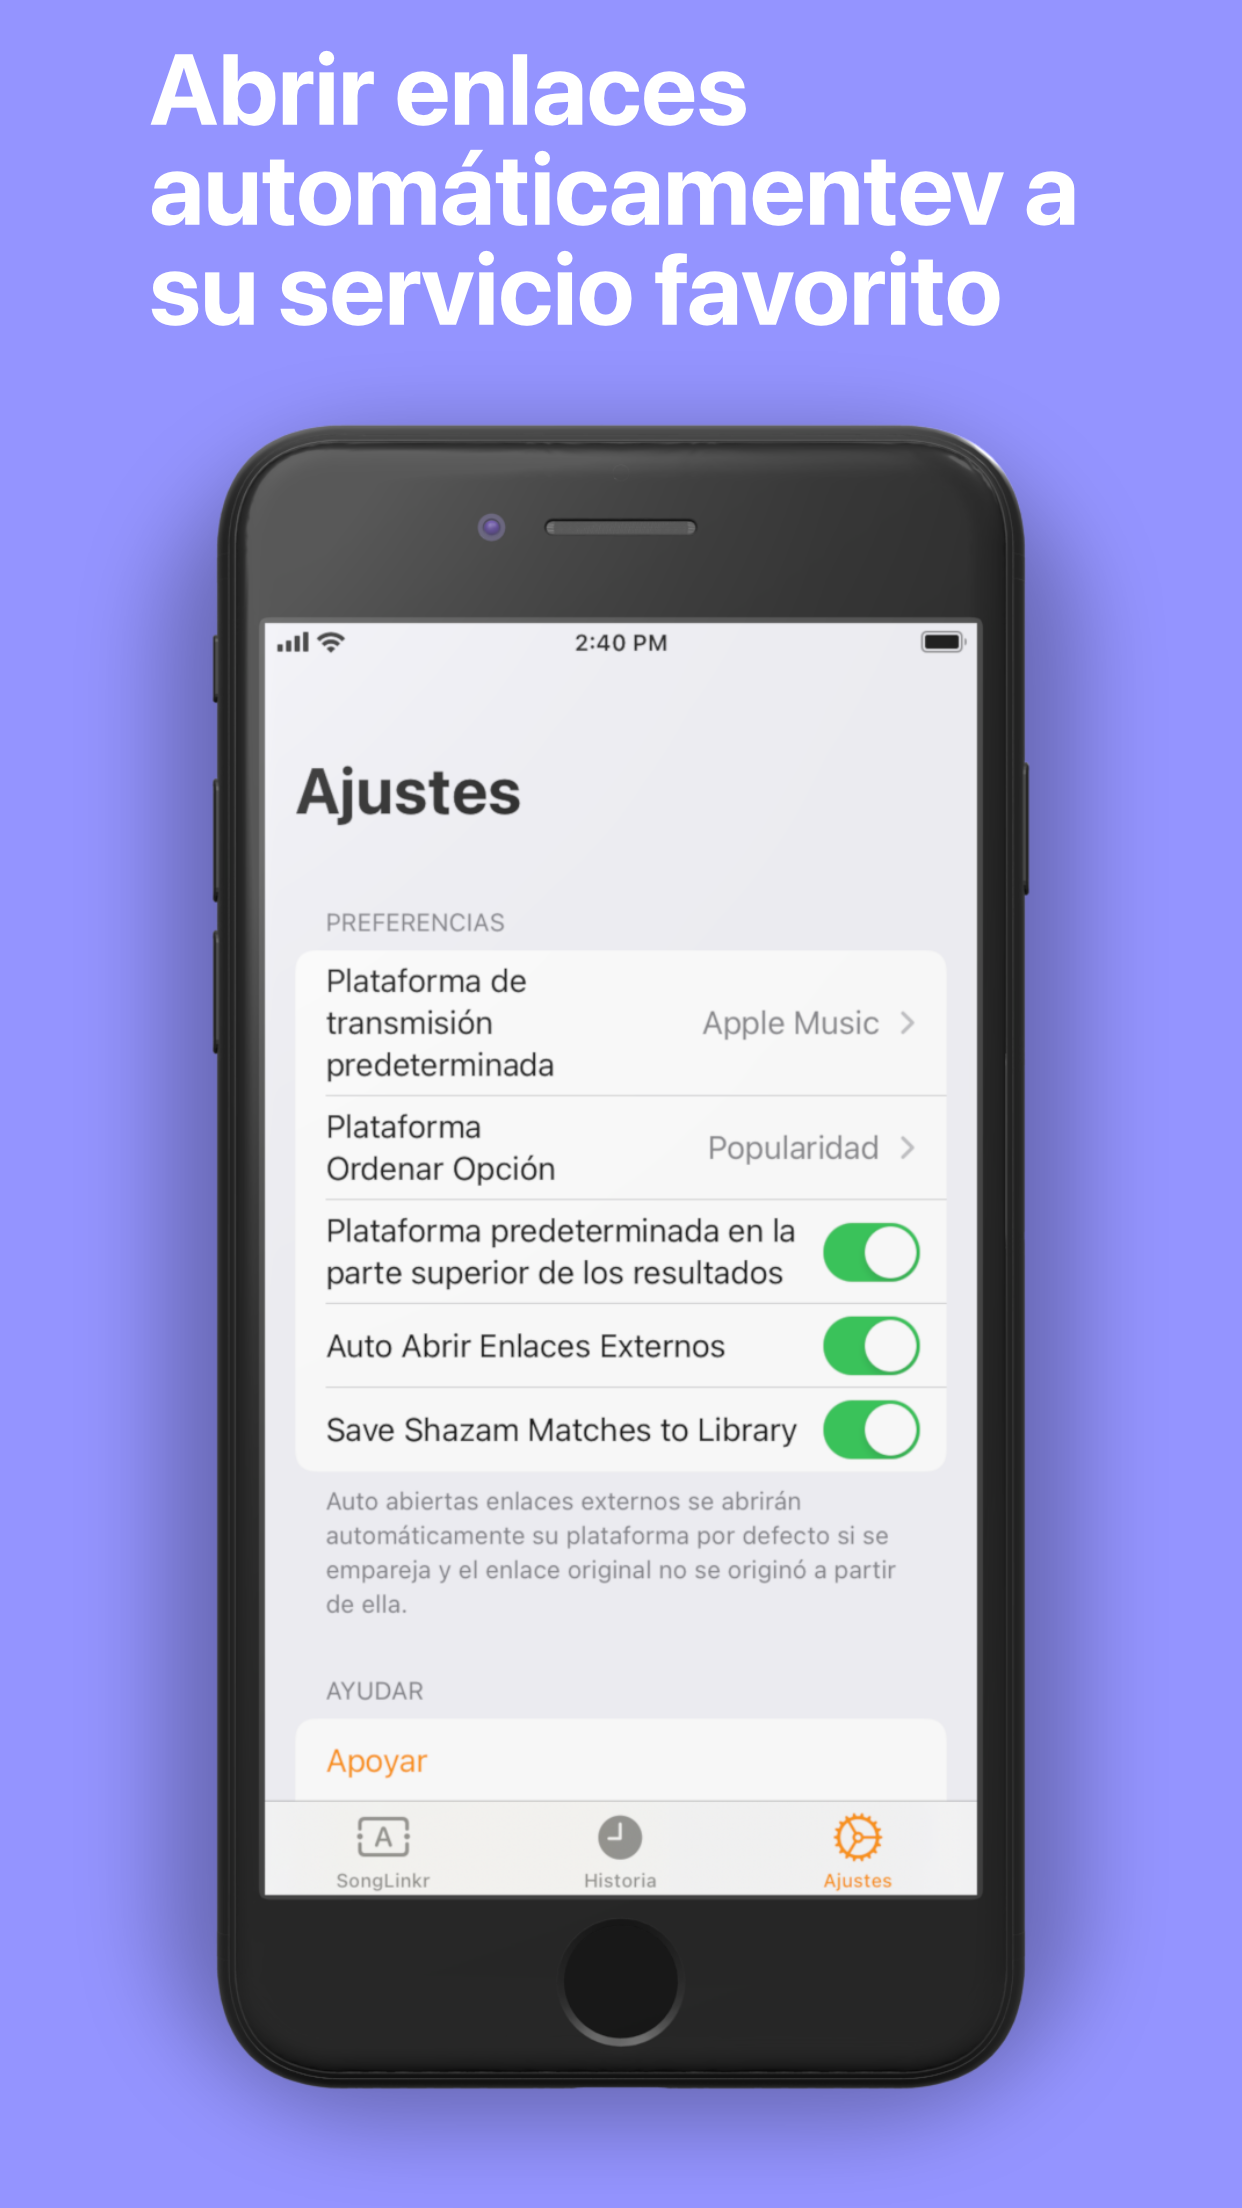 Abrir enlaces
automáticamentev a
su servicio favorito
2:40 PM
Ajustes
PREFERENCIAS
Plataforma de
transmisión
predeterminada
Apple Music
Plataforma
Ordenar Opción
Popularidad
Plataforma predeterminada en la
parte superior de los resultados
Auto Abrir Enlaces Externos
Save Shazam Matches to Library
Auto abiertas enlaces externos se abrirán
automáticamente su plataforma por defecto si se
empareja y el enlace original no se originó a partir
de ella.
AYUDAR
Apoyar
A
SongLinkr
Historia
Ajustes